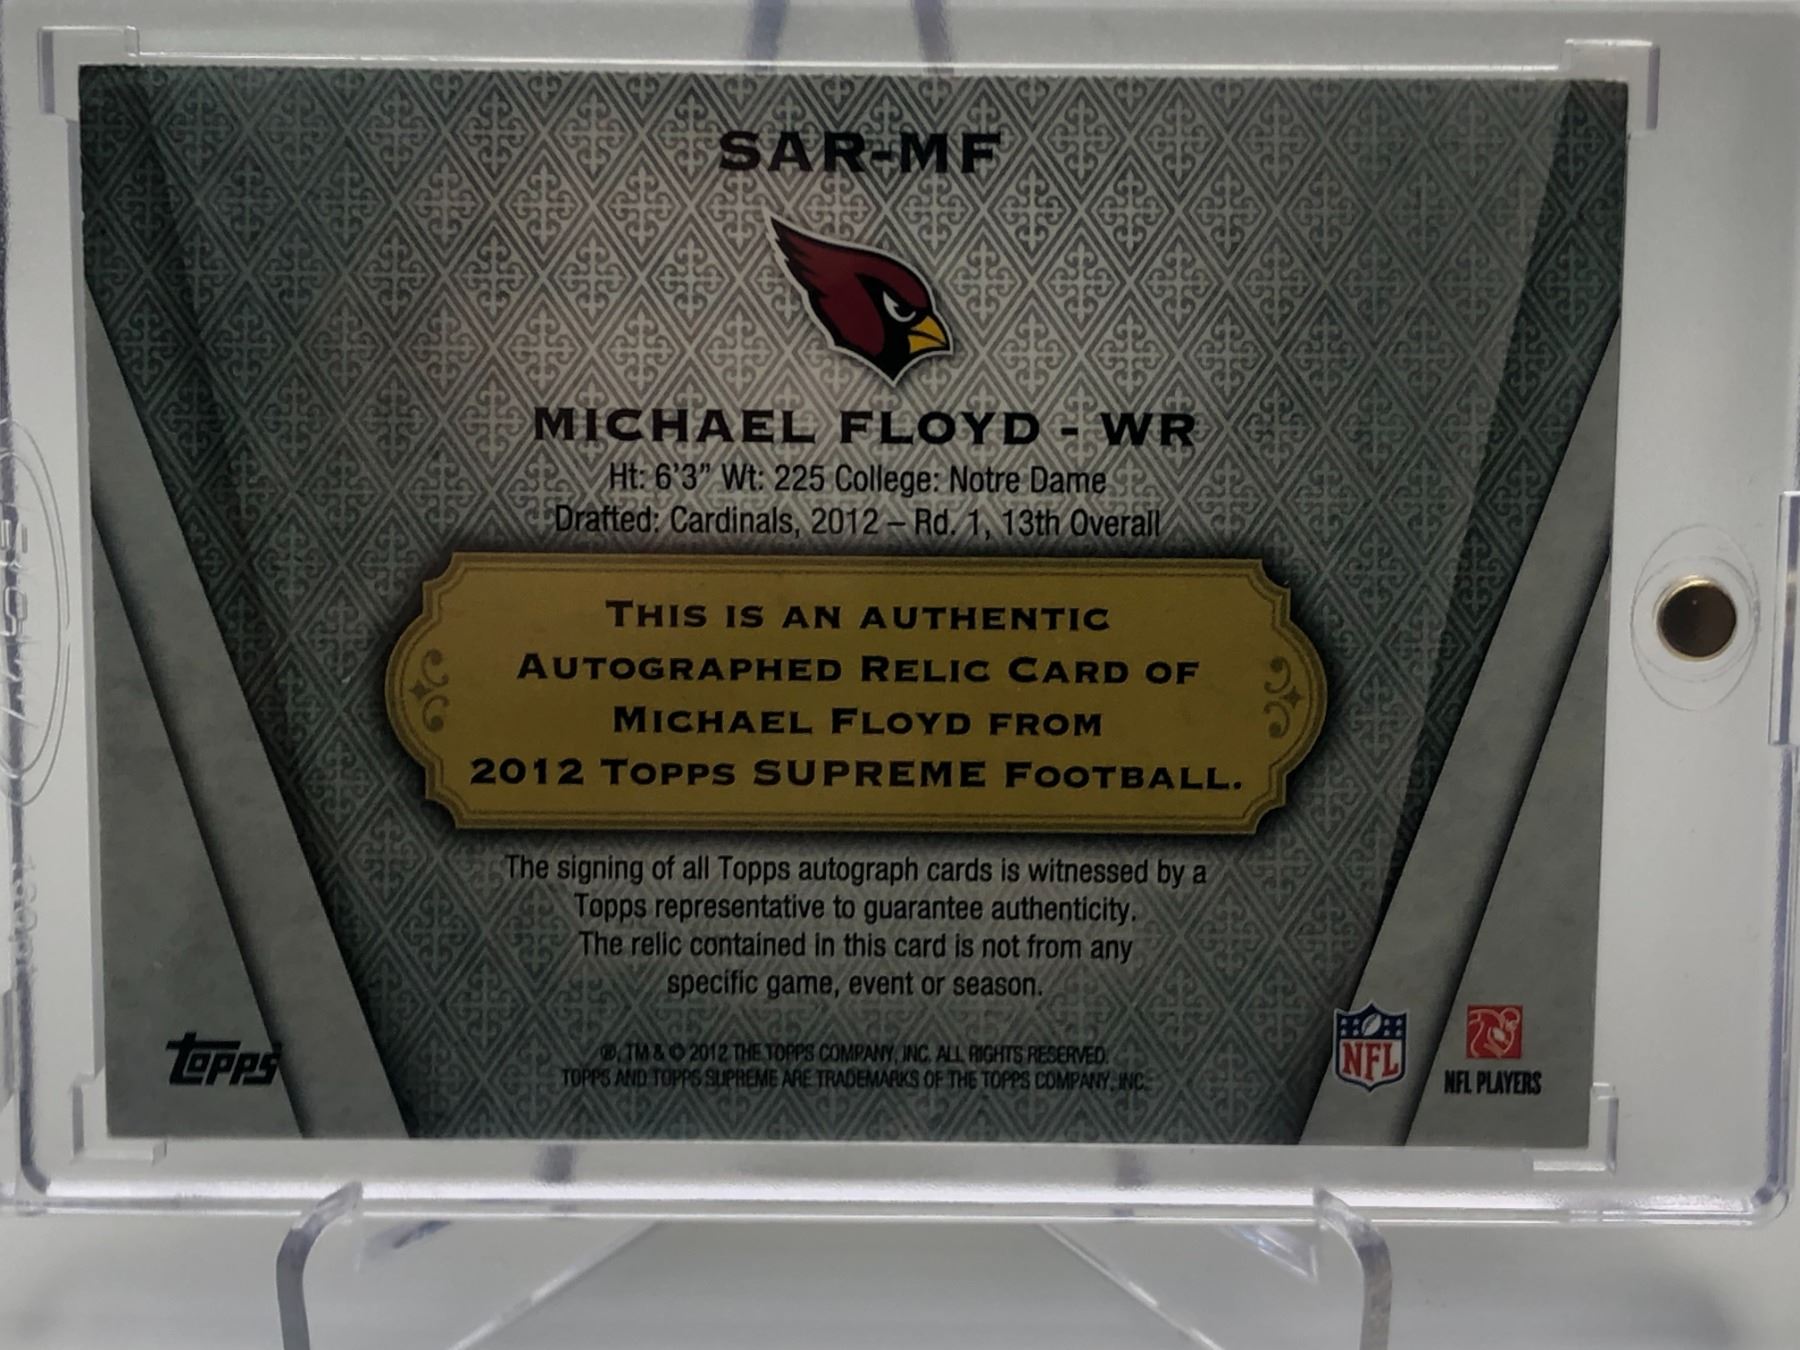 SAR-MF
MICHAEL FLOYD - WR
Ht: 6'3" Wt: 225 College: Notre Dame
Drafted: Cardinals, 2012 – Rd. 1, 13th Overall
THIS IS AN AUTHENTIC
AUTOGRAPHED RELIC CARD OF
MICHAEL FLOYD FROM
2012 TOPPS SUPREME FOOTBALL.
The signing of all Topps autograph cards is witnessed by a
Topps representative to guarantee authenticity.
The relic contained in this card is not from any
specific game, event or season.
®, TM & © 2012 THE TOPPS COMPANY, INC. ALL RIGHTS RESERVED.
TOPPS AND TOPPS SUPREME ARE TRADEMARKS OF THE TOPPS COMPANY, INC.
topps
NFL
NFL PLAYERS